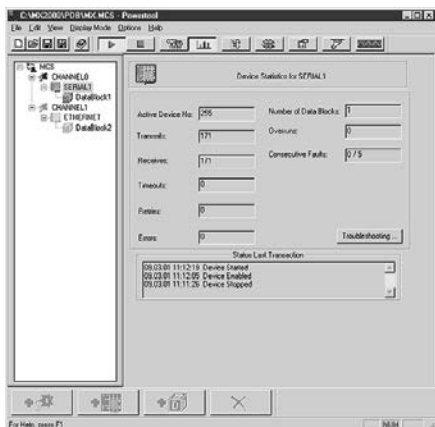 C:\MX2000\PDB\MX.MCS - Powertool
File Edit View Display Mode Options Help
MCS
CHANNEL0
SERIAL1
DataBlock1
CHANNEL1
ETHERNET
DataBlock2
Device Statistics for SERIAL1
Active Device No: 255
Number of Data Blocks: 1
Transmits: 171
Overruns: 0
Receives: 171
Consecutive Faults: 0 / 5
Timeouts: 0
Retries: 0
Errors: 0
Troubleshooting ...
Status Last Transaction
09.03.01 11:12:19 Device Started
09.03.01 11:12:05 Device Enabled
09.03.01 11:11:26 Device Stopped
For Help, press F1
NUM